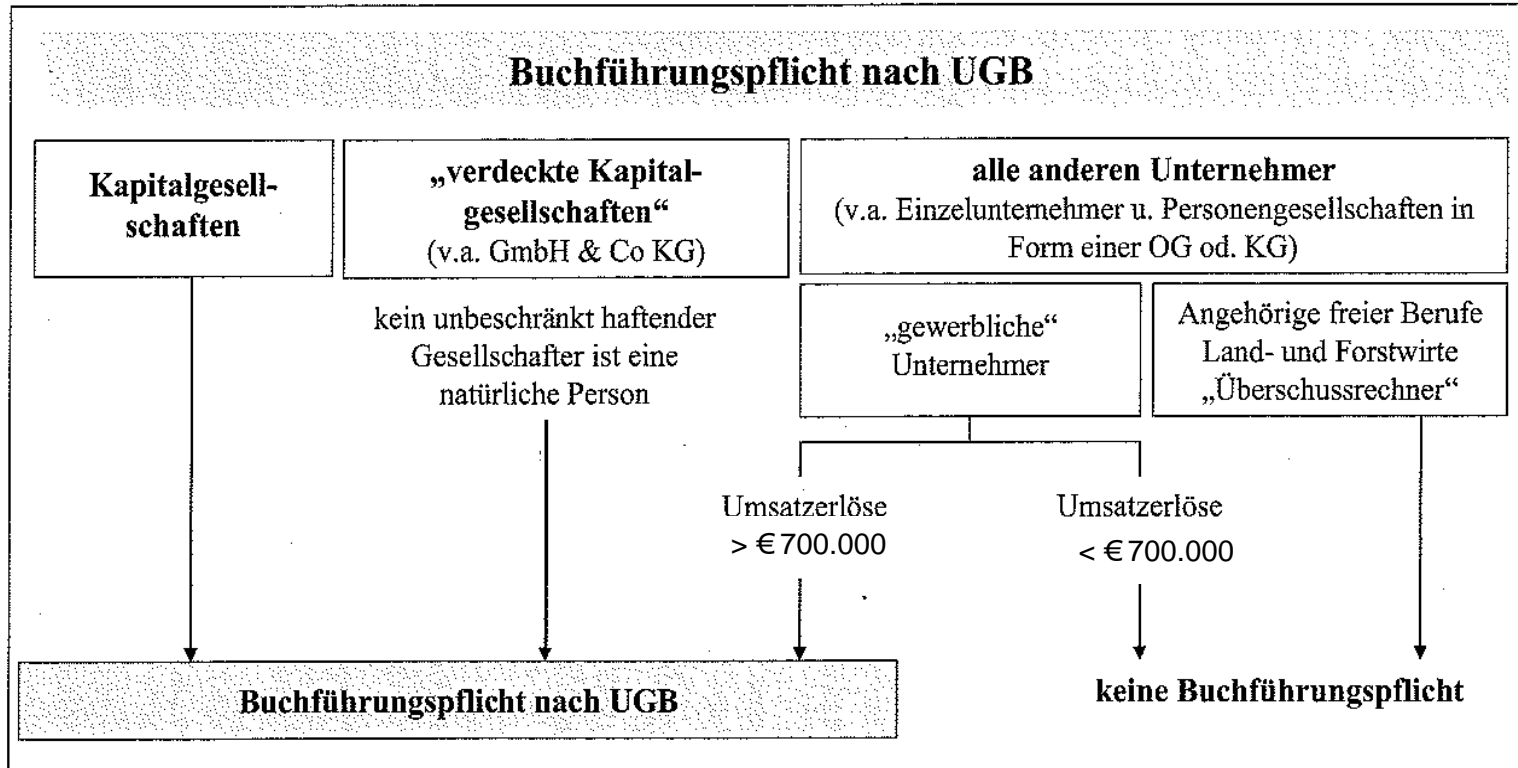 Buchführungspflicht nach UGB
Kapitalgesell-
schaften
„verdeckte Kapital-
gesellschaften“
(v.a. GmbH & Co KG)
alle anderen Unternehmer
(v.a. Einzelunternehmer u. Personengesellschaften in
Form einer OG od. KG)
kein unbeschränkt haftender
Gesellschafter ist eine
natürliche Person
„gewerbliche“
Unternehmer
Angehörige freier Berufe
Land- und Forstwirte
„Überschussrechner“
Umsatzerlöse
> € 700.000
Umsatzerlöse
< € 700.000
Buchführungspflicht nach UGB
keine Buchführungspflicht